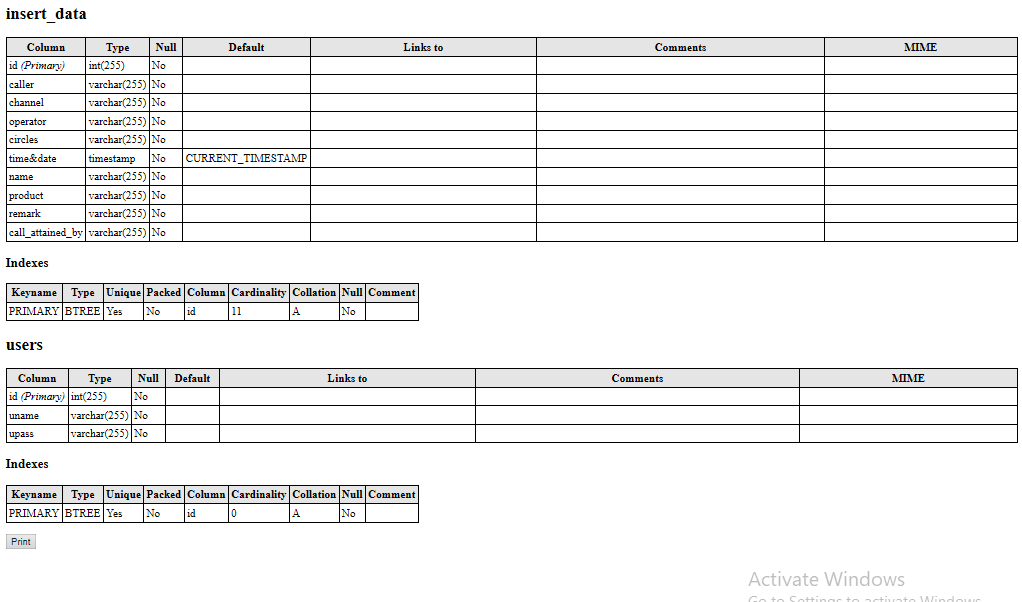 insert_data
Column Type Null Default Links to Comments MIME
id (Primary) int(255) No
caller varchar(255) No
channel varchar(255) No
operator varchar(255) No
circles varchar(255) No
time&date timestamp No CURRENT_TIMESTAMP
name varchar(255) No
product varchar(255) No
remark varchar(255) No
call_attained_by varchar(255) No
Indexes
Keyname Type Unique Packed Column Cardinality Collation Null Comment
PRIMARY BTREE Yes No id 11 A No
users
Column Type Null Default Links to Comments MIME
id (Primary) int(255) No
uname varchar(255) No
upass varchar(255) No
Indexes
Keyname Type Unique Packed Column Cardinality Collation Null Comment
PRIMARY BTREE Yes No id 0 A No
Print
Activate Windows
Go to Settings to activate Windows.